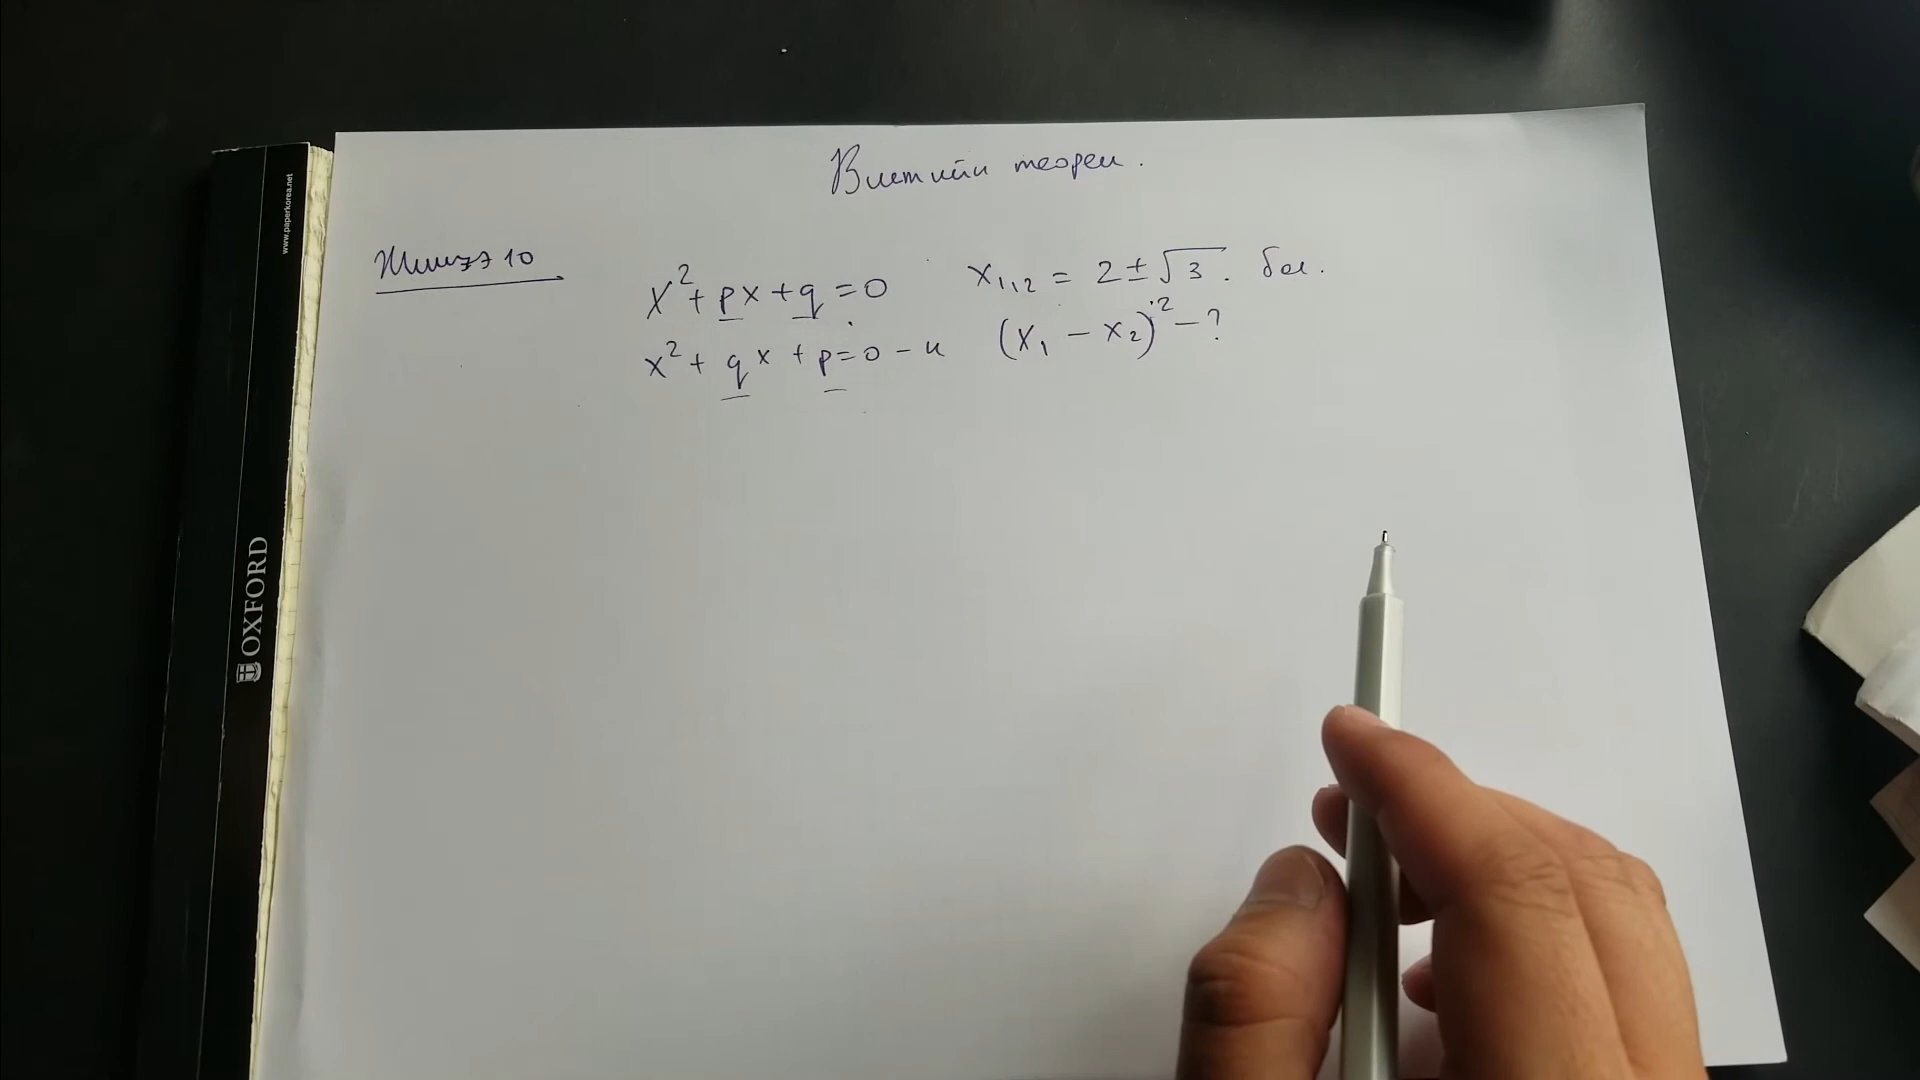 Виетийн теорем.
Жишээ 10
x² + px + q = 0 x₁,₂ = 2 ± √3. бол.
x² + qx + p = 0 - н (x₁ - x₂)² - ?
OXFORD
www.paperkorea.net